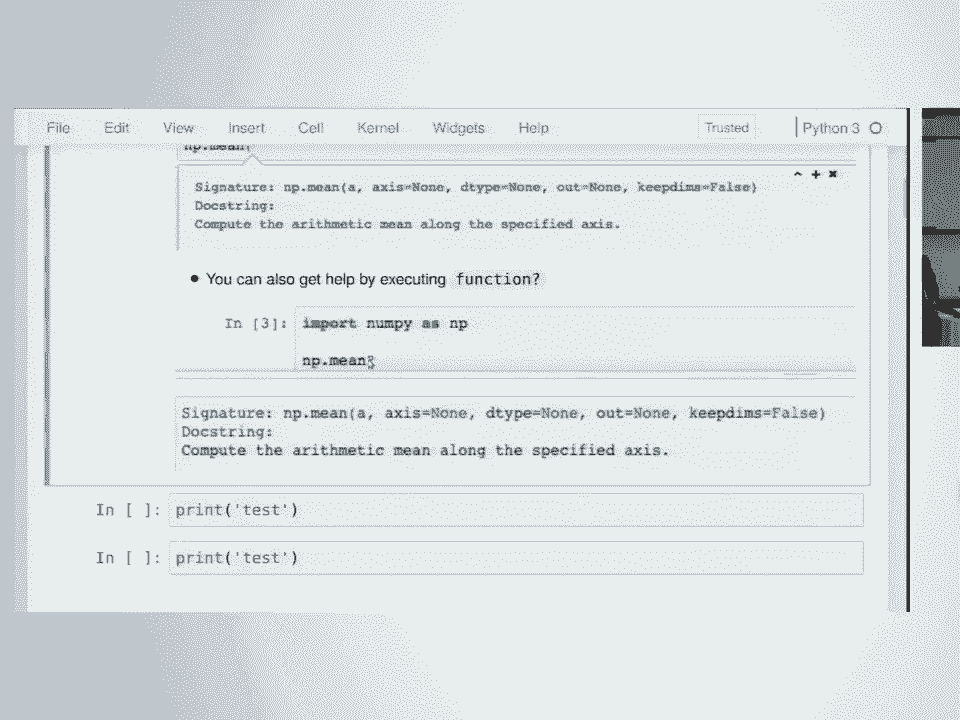 File Edit View Insert Cell Kernel Widgets Help Trusted Python 3
np.mean(
Signature: np.mean(a, axis=None, dtype=None, out=None, keepdims=False)
Docstring:
Compute the arithmetic mean along the specified axis.
You can also get help by executing function?
In [3]: import numpy as np
np.mean?
Signature: np.mean(a, axis=None, dtype=None, out=None, keepdims=False)
Docstring:
Compute the arithmetic mean along the specified axis.
In [ ]: print('test')
In [ ]: print('test')